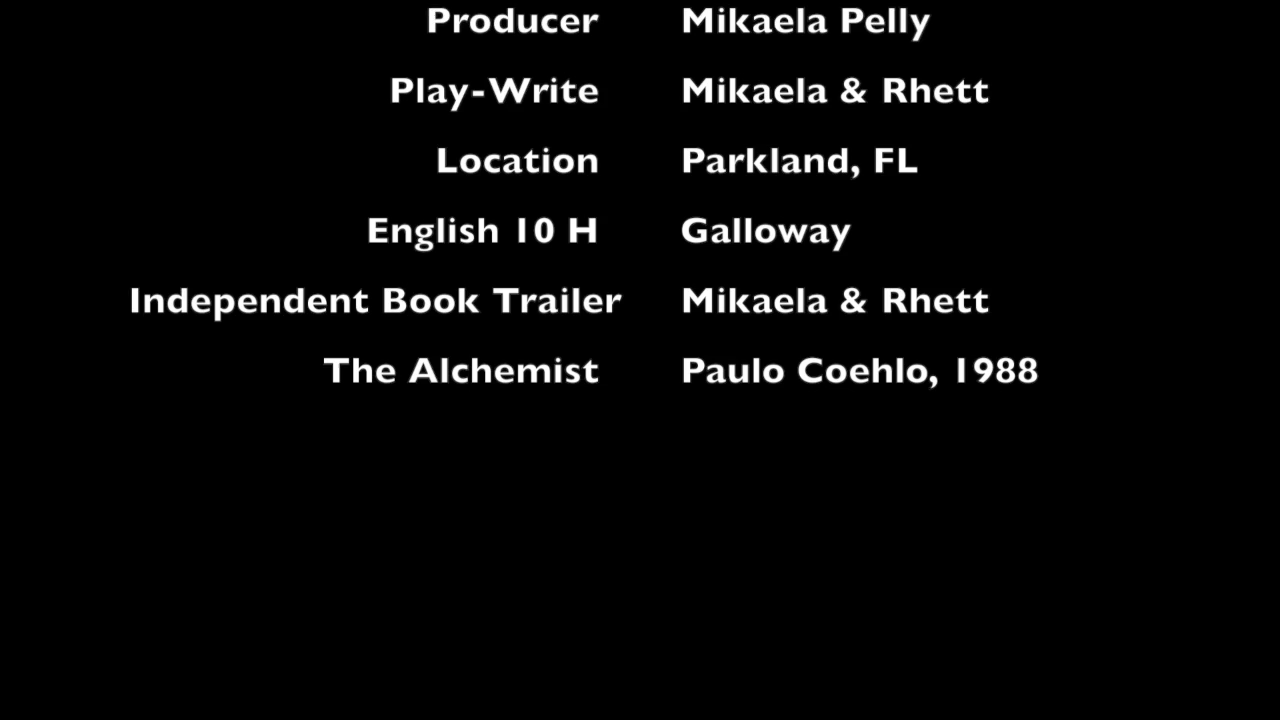 Producer Mikaela Pelly
Play-Write Mikaela & Rhett
Location Parkland, FL
English 10 H Galloway
Independent Book Trailer Mikaela & Rhett
The Alchemist Paulo Coehlo, 1988